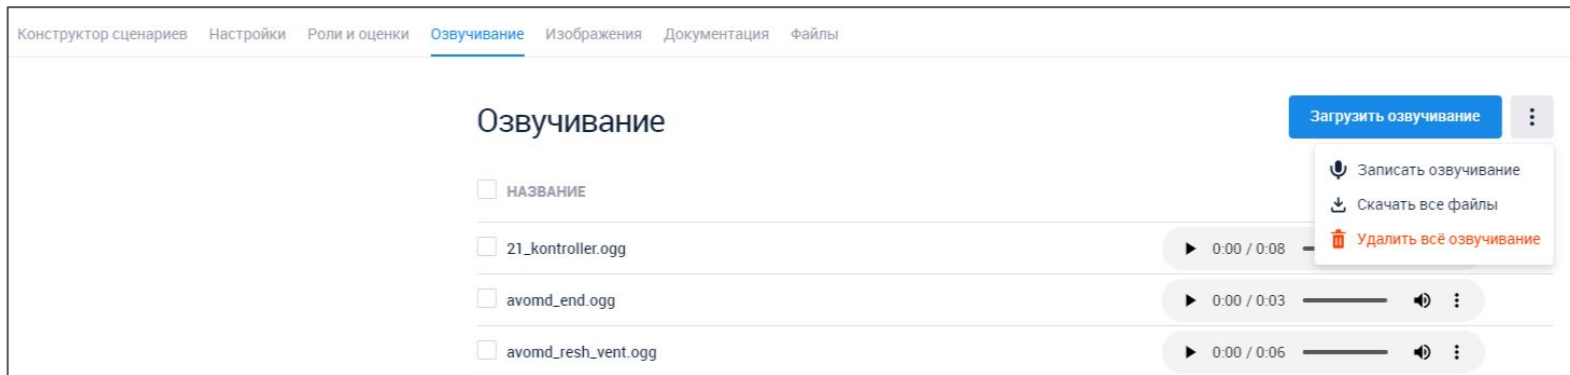 Конструктор сценариев Настройки Роли и оценки Озвучивание Изображения Документация Файлы
Озвучивание
Загрузить озвучивание
Записать озвучивание
Скачать все файлы
Удалить всё озвучивание
НАЗВАНИЕ
21_kontroller.ogg 0:00 / 0:08
avomd_end.ogg 0:00 / 0:03
avomd_resh_vent.ogg 0:00 / 0:06